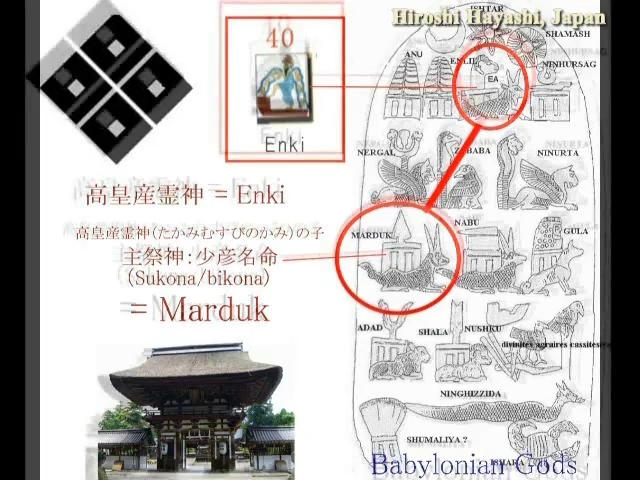 Hiroshi Hayashi, Japan
ISHTAR
SHAMASH
ANU
ENLIL
EA
NINHURSAG
40
Enki
NERGAL
ZABABA
NINURTA
高皇産霊神 = Enki
高皇産霊神(たかみむすびのかみ)の子
主祭神:少彦名命
(Sukona/bikona)
= Marduk
MARDUK
NABU
GULA
ADAD
SHALA
NUSHKU
divinités agraires cassites
NINGHIZZIDA
SHUMALIYA ?
ISHARA
Babylonian Gods